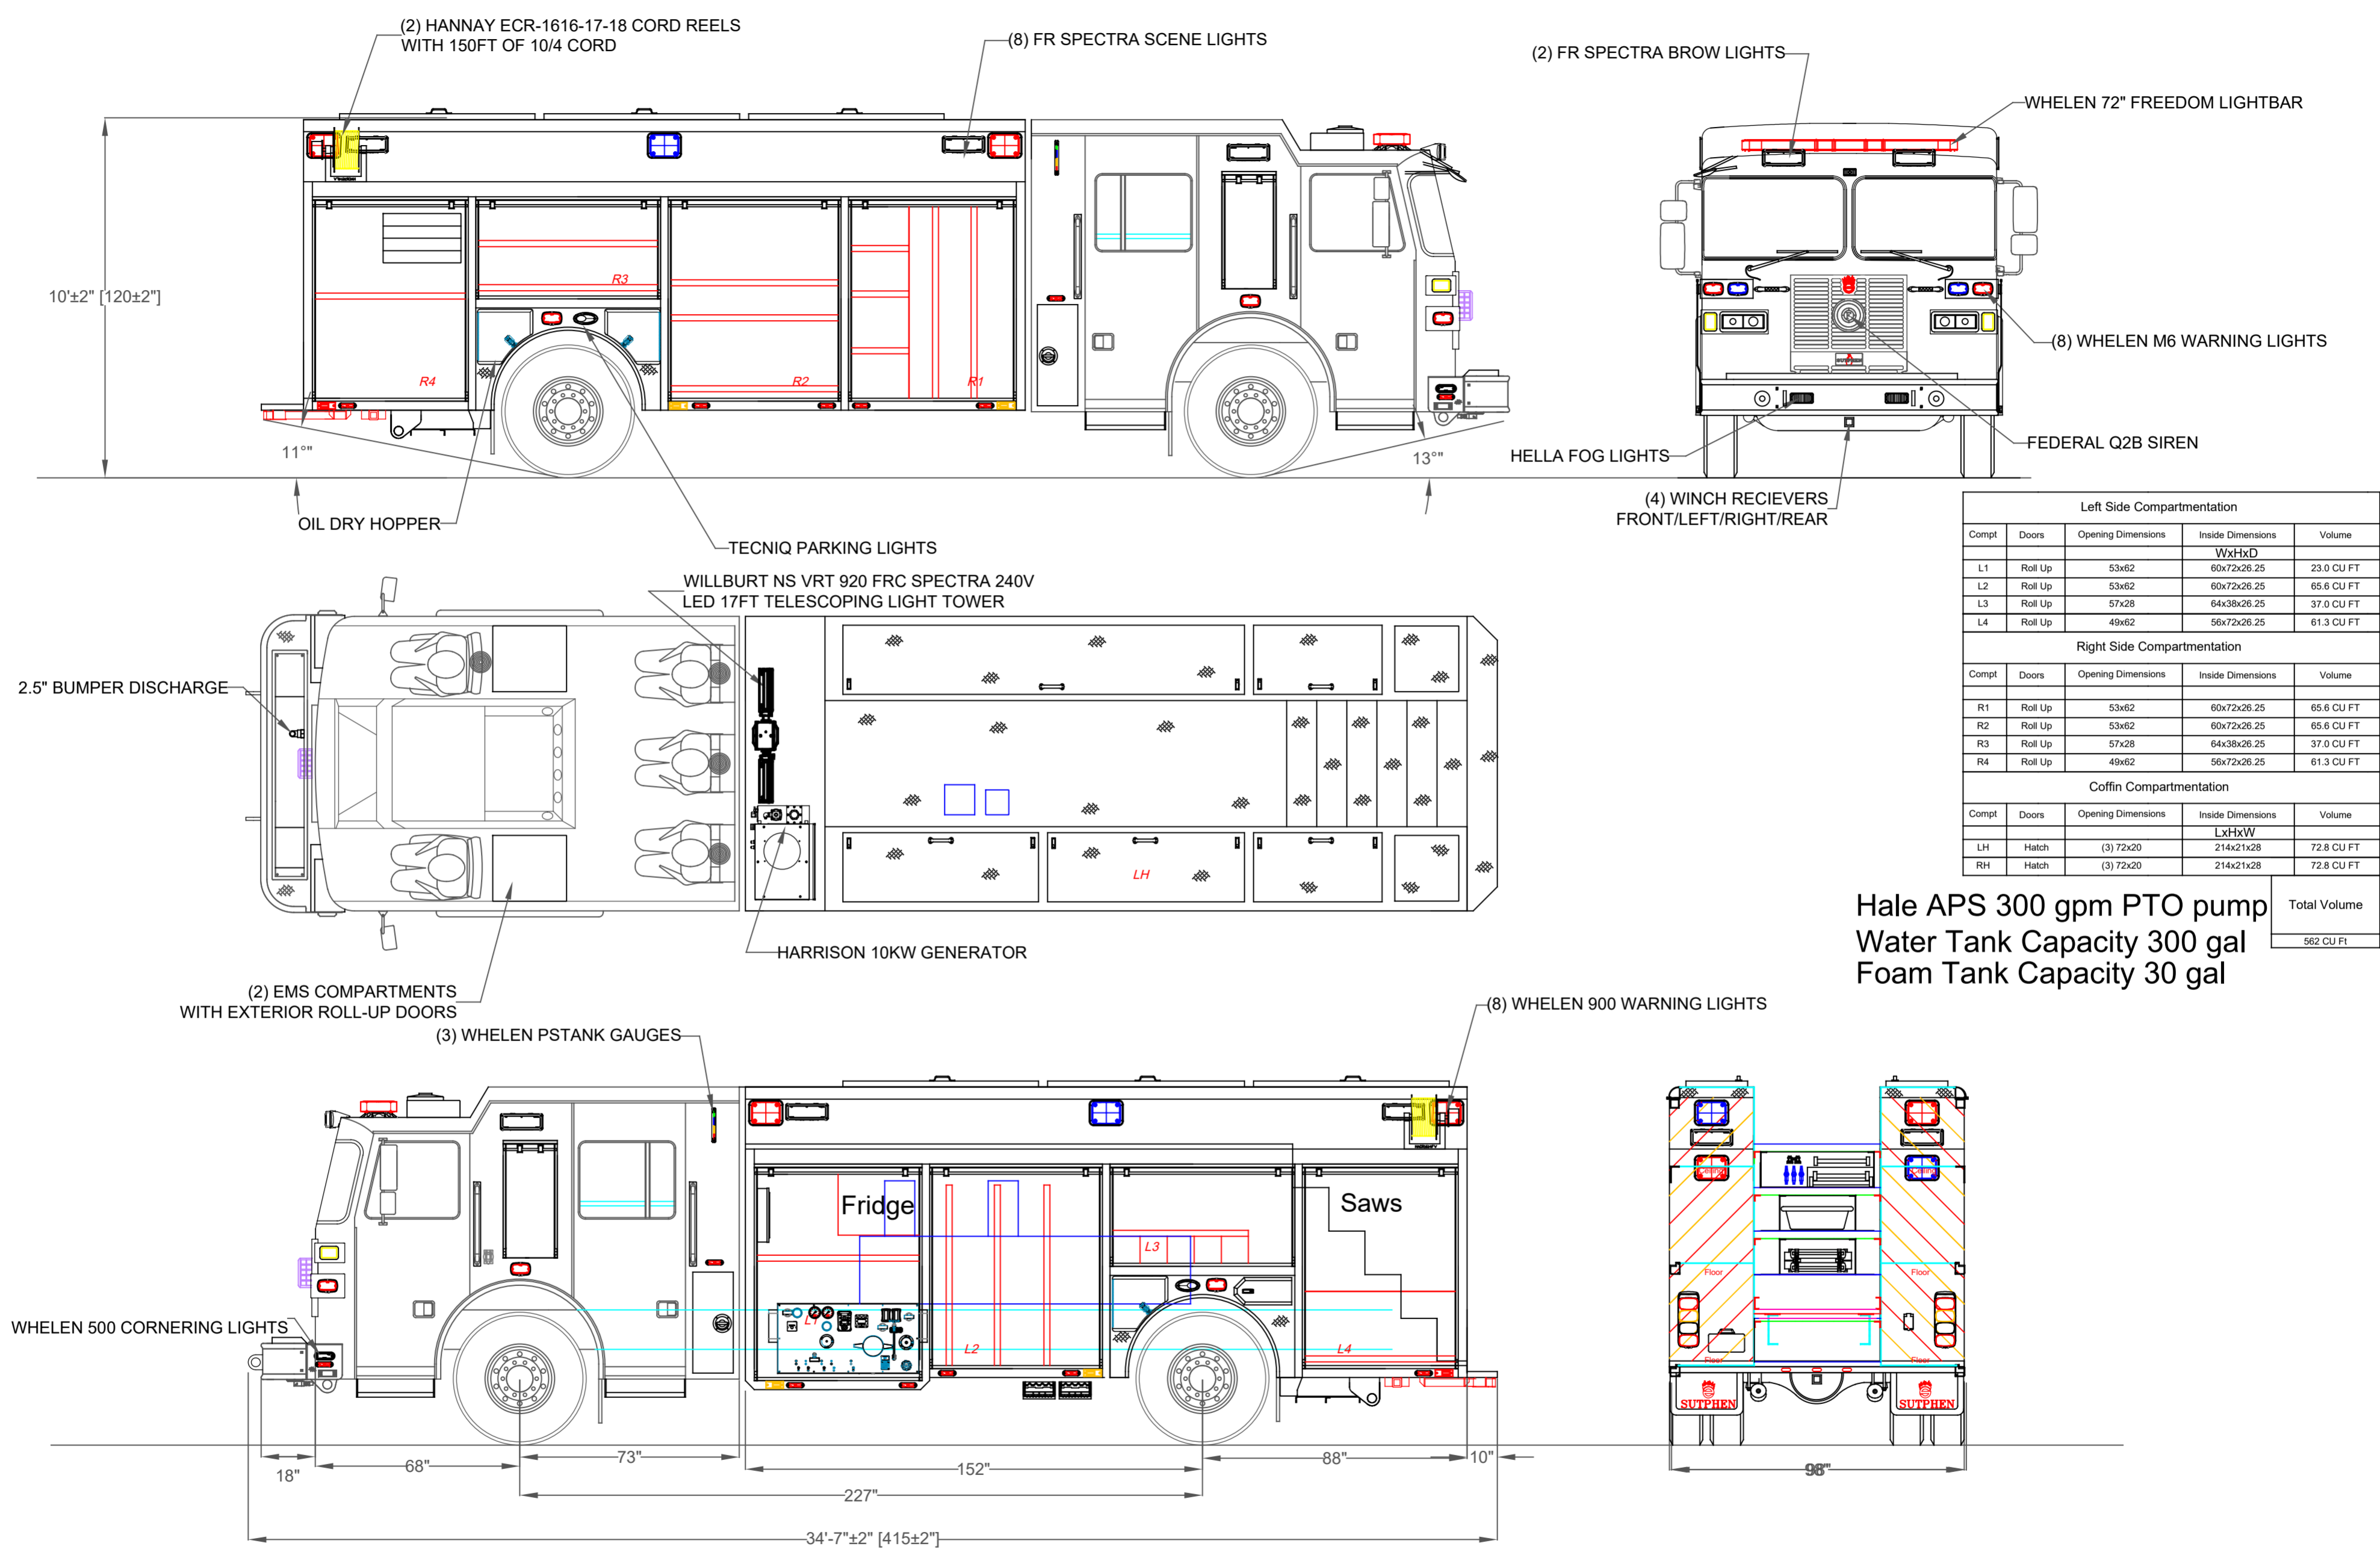 (2) HANNAY ECR-1616-17-18 CORD REELS
WITH 150FT OF 10/4 CORD
(8) FR SPECTRA SCENE LIGHTS
(2) FR SPECTRA BROW LIGHTS
WHELEN 72" FREEDOM LIGHTBAR
10'±2" [120±2"]
R3
R4
R2
R1
(8) WHELEN M6 WARNING LIGHTS
SUTPHEN
11°"
13°"
HELLA FOG LIGHTS
FEDERAL Q2B SIREN
OIL DRY HOPPER
(4) WINCH RECIEVERS
FRONT/LEFT/RIGHT/REAR
TECNIQ PARKING LIGHTS
WILLBURT NS VRT 920 FRC SPECTRA 240V
LED 17FT TELESCOPING LIGHT TOWER
2.5" BUMPER DISCHARGE
LH
HARRISON 10KW GENERATOR
(2) EMS COMPARTMENTS
WITH EXTERIOR ROLL-UP DOORS
Left Side Compartmentation
Compt Doors Opening Dimensions Inside Dimensions Volume
WxHxD
L1 Roll Up 53x62 60x72x26.25 23.0 CU FT
L2 Roll Up 53x62 60x72x26.25 65.6 CU FT
L3 Roll Up 57x28 64x38x26.25 37.0 CU FT
L4 Roll Up 49x62 56x72x26.25 61.3 CU FT
Right Side Compartmentation
Compt Doors Opening Dimensions Inside Dimensions Volume
R1 Roll Up 53x62 60x72x26.25 65.6 CU FT
R2 Roll Up 53x62 60x72x26.25 65.6 CU FT
R3 Roll Up 57x28 64x38x26.25 37.0 CU FT
R4 Roll Up 49x62 56x72x26.25 61.3 CU FT
Coffin Compartmentation
Compt Doors Opening Dimensions Inside Dimensions Volume
LxHxW
LH Hatch (3) 72x20 214x21x28 72.8 CU FT
RH Hatch (3) 72x20 214x21x28 72.8 CU FT
Total Volume
562 CU Ft
Hale APS 300 gpm PTO pump
Water Tank Capacity 300 gal
Foam Tank Capacity 30 gal
(3) WHELEN PSTANK GAUGES
(8) WHELEN 900 WARNING LIGHTS
Fridge
Saws
L3
L1
L2
L4
WHELEN 500 CORNERING LIGHTS
Ceiling
Ceiling
Floor
Floor
Floor
Floor
SUTPHEN
SUTPHEN
18"
68"
73"
152"
88"
10"
227"
98"
34'-7"±2" [415±2"]